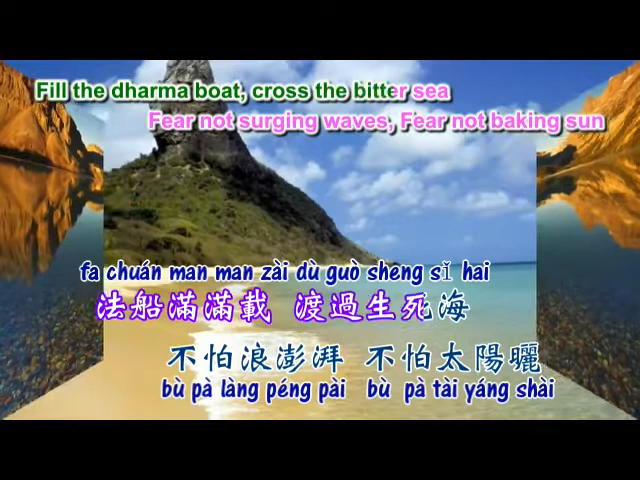 Fill the dharma boat, cross the bitter sea
Fear not surging waves, Fear not baking sun
fa chuán man man zài dù guò sheng sǐ hai
法船滿滿載 渡過生死海
不怕浪澎湃 不怕太陽曬
bù pà làng péng pài bù pà tài yáng shài